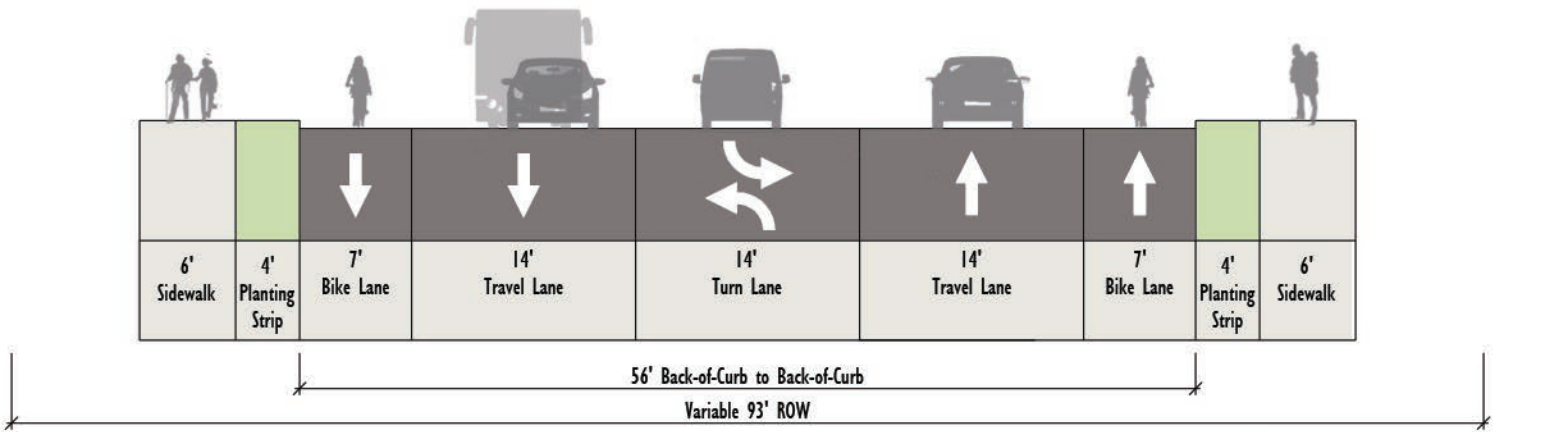 6'
Sidewalk
4'
Planting
Strip
7'
Bike Lane
14'
Travel Lane
14'
Turn Lane
14'
Travel Lane
7'
Bike Lane
4'
Planting
Strip
6'
Sidewalk
56' Back-of-Curb to Back-of-Curb
Variable 93' ROW